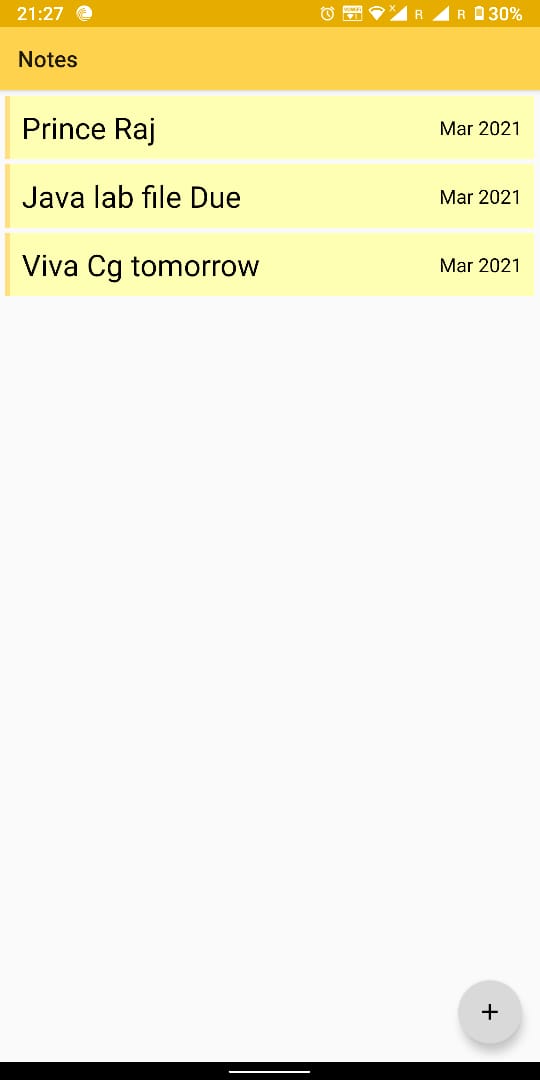 21:27 R R 30%
Notes
Prince Raj Mar 2021
Java lab file Due Mar 2021
Viva Cg tomorrow Mar 2021
+